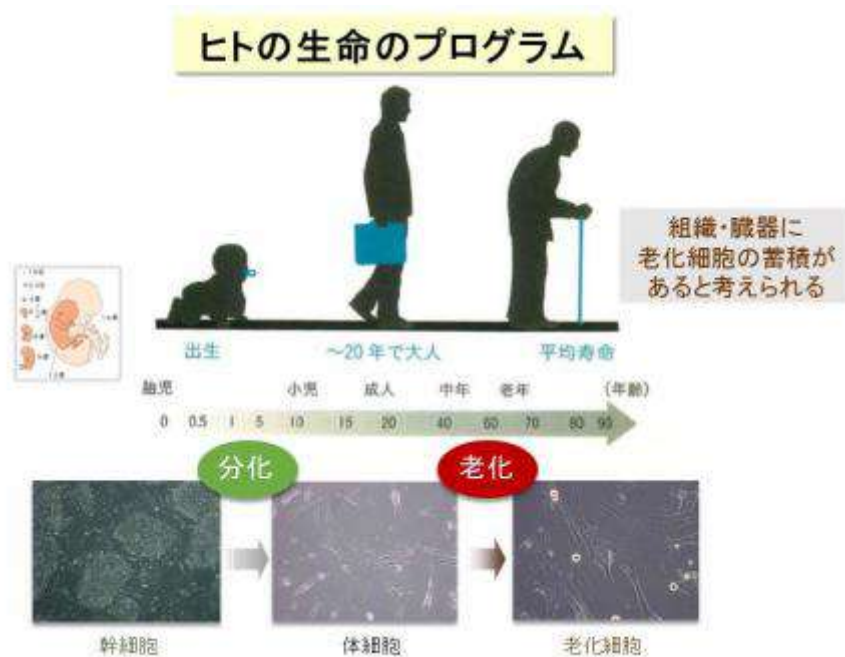 ヒトの生命のプログラム
組織・臓器に
老化細胞の蓄積が
あると考えられる
出生
～20年で大人
平均寿命
胎児
小児
成人
中年
老年
(年齢)
0 0.5 1 5 10 15 20 40 60 70 80 90
分化
老化
幹細胞
体細胞
老化細胞